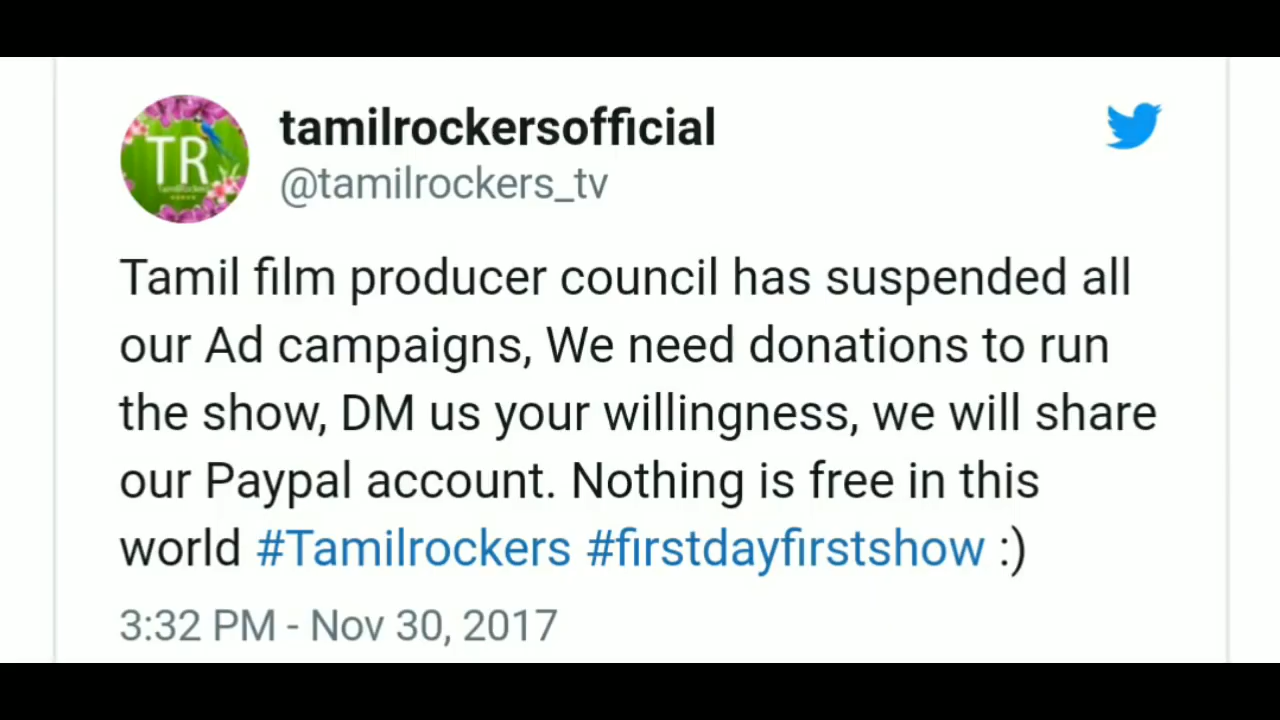 TR
tamilrockersofficial
@tamilrockers_tv
Tamil film producer council has suspended all
our Ad campaigns, We need donations to run
the show, DM us your willingness, we will share
our Paypal account. Nothing is free in this
world #Tamilrockers #firstdayfirstshow :)
3:32 PM - Nov 30, 2017